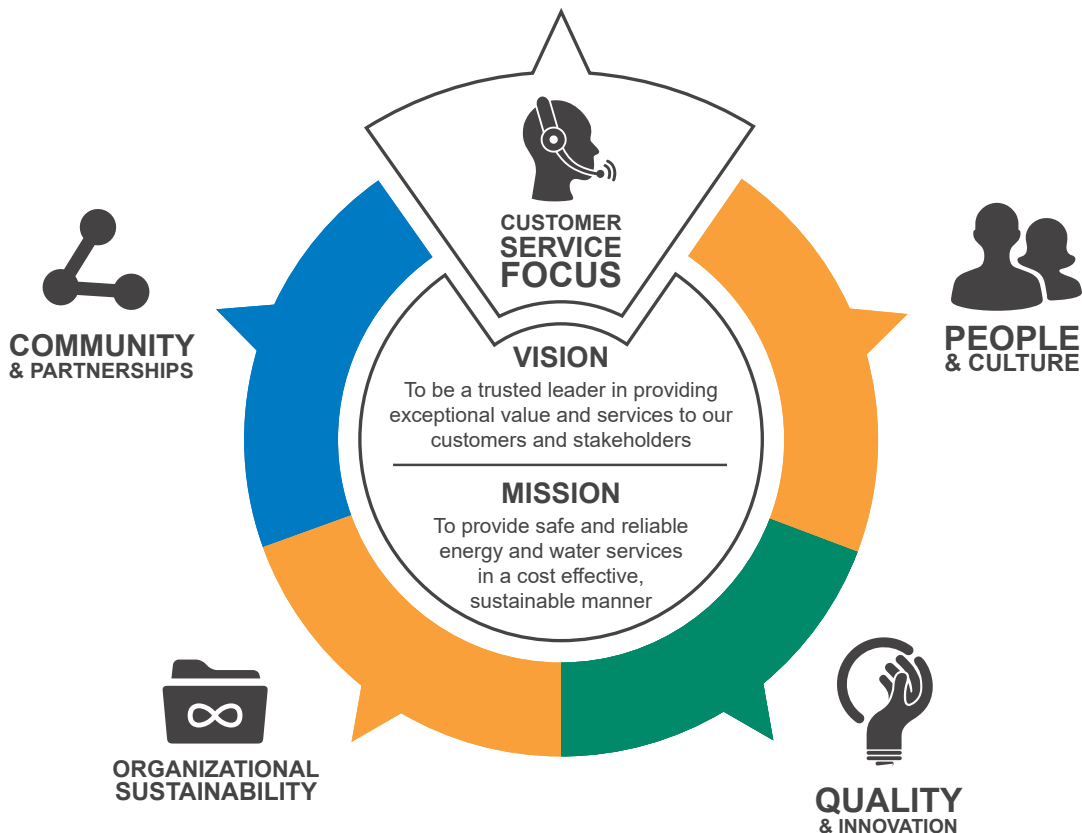 CUSTOMER
SERVICE
FOCUS
COMMUNITY
& PARTNERSHIPS
PEOPLE
& CULTURE
VISION
To be a trusted leader in providing
exceptional value and services to our
customers and stakeholders
MISSION
To provide safe and reliable
energy and water services
in a cost effective,
sustainable manner
ORGANIZATIONAL
SUSTAINABILITY
QUALITY
& INNOVATION